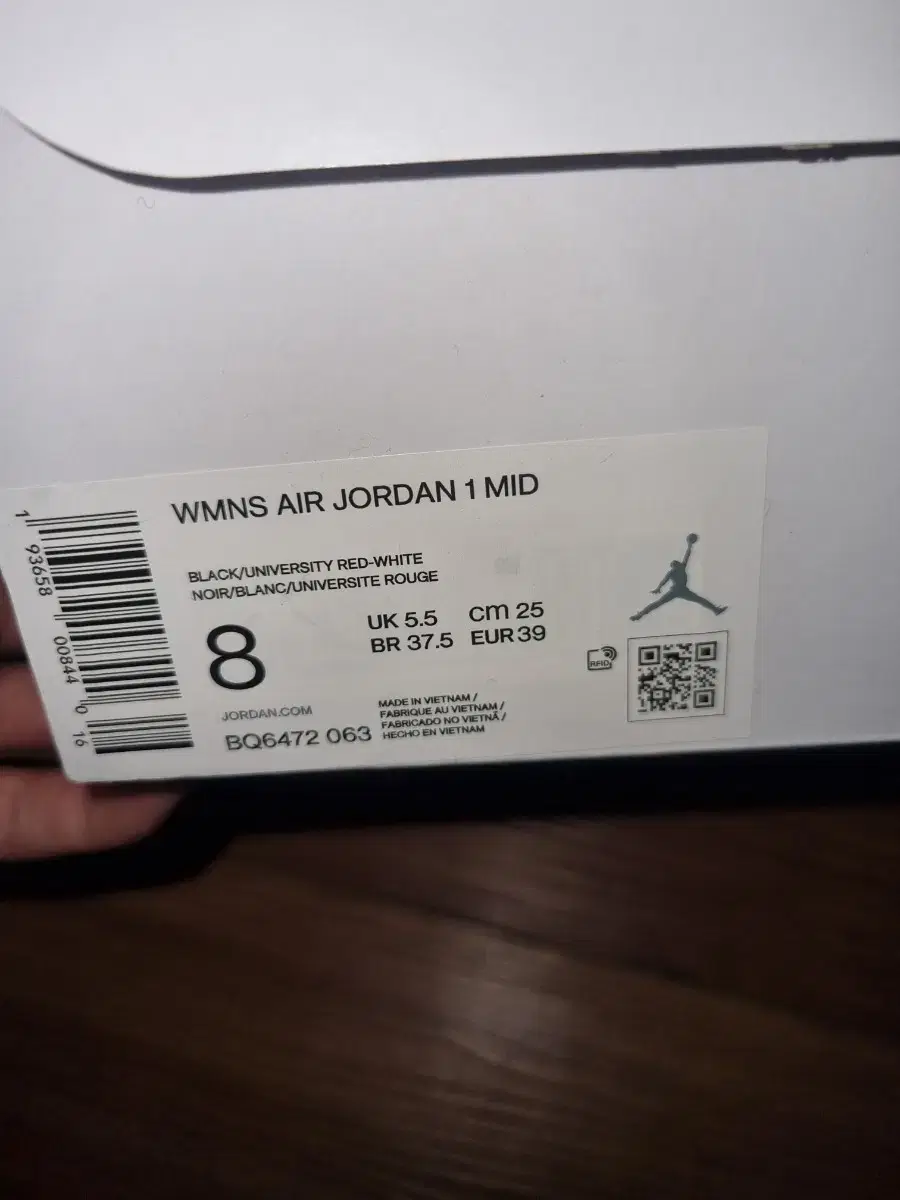 WMNS AIR JORDAN 1 MID
BLACK/UNIVERSITY RED-WHITE
NOIR/BLANC/UNIVERSITE ROUGE
8
UK 5.5 CM 25
BR 37.5 EUR 39
RFID
JORDAN.COM
BQ6472 063
MADE IN VIETNAM /
FABRIQUE AU VIETNAM /
FABRICADO NO VIETNÃ /
HECHO EN VIETNAM
1 93658 00844 0 16